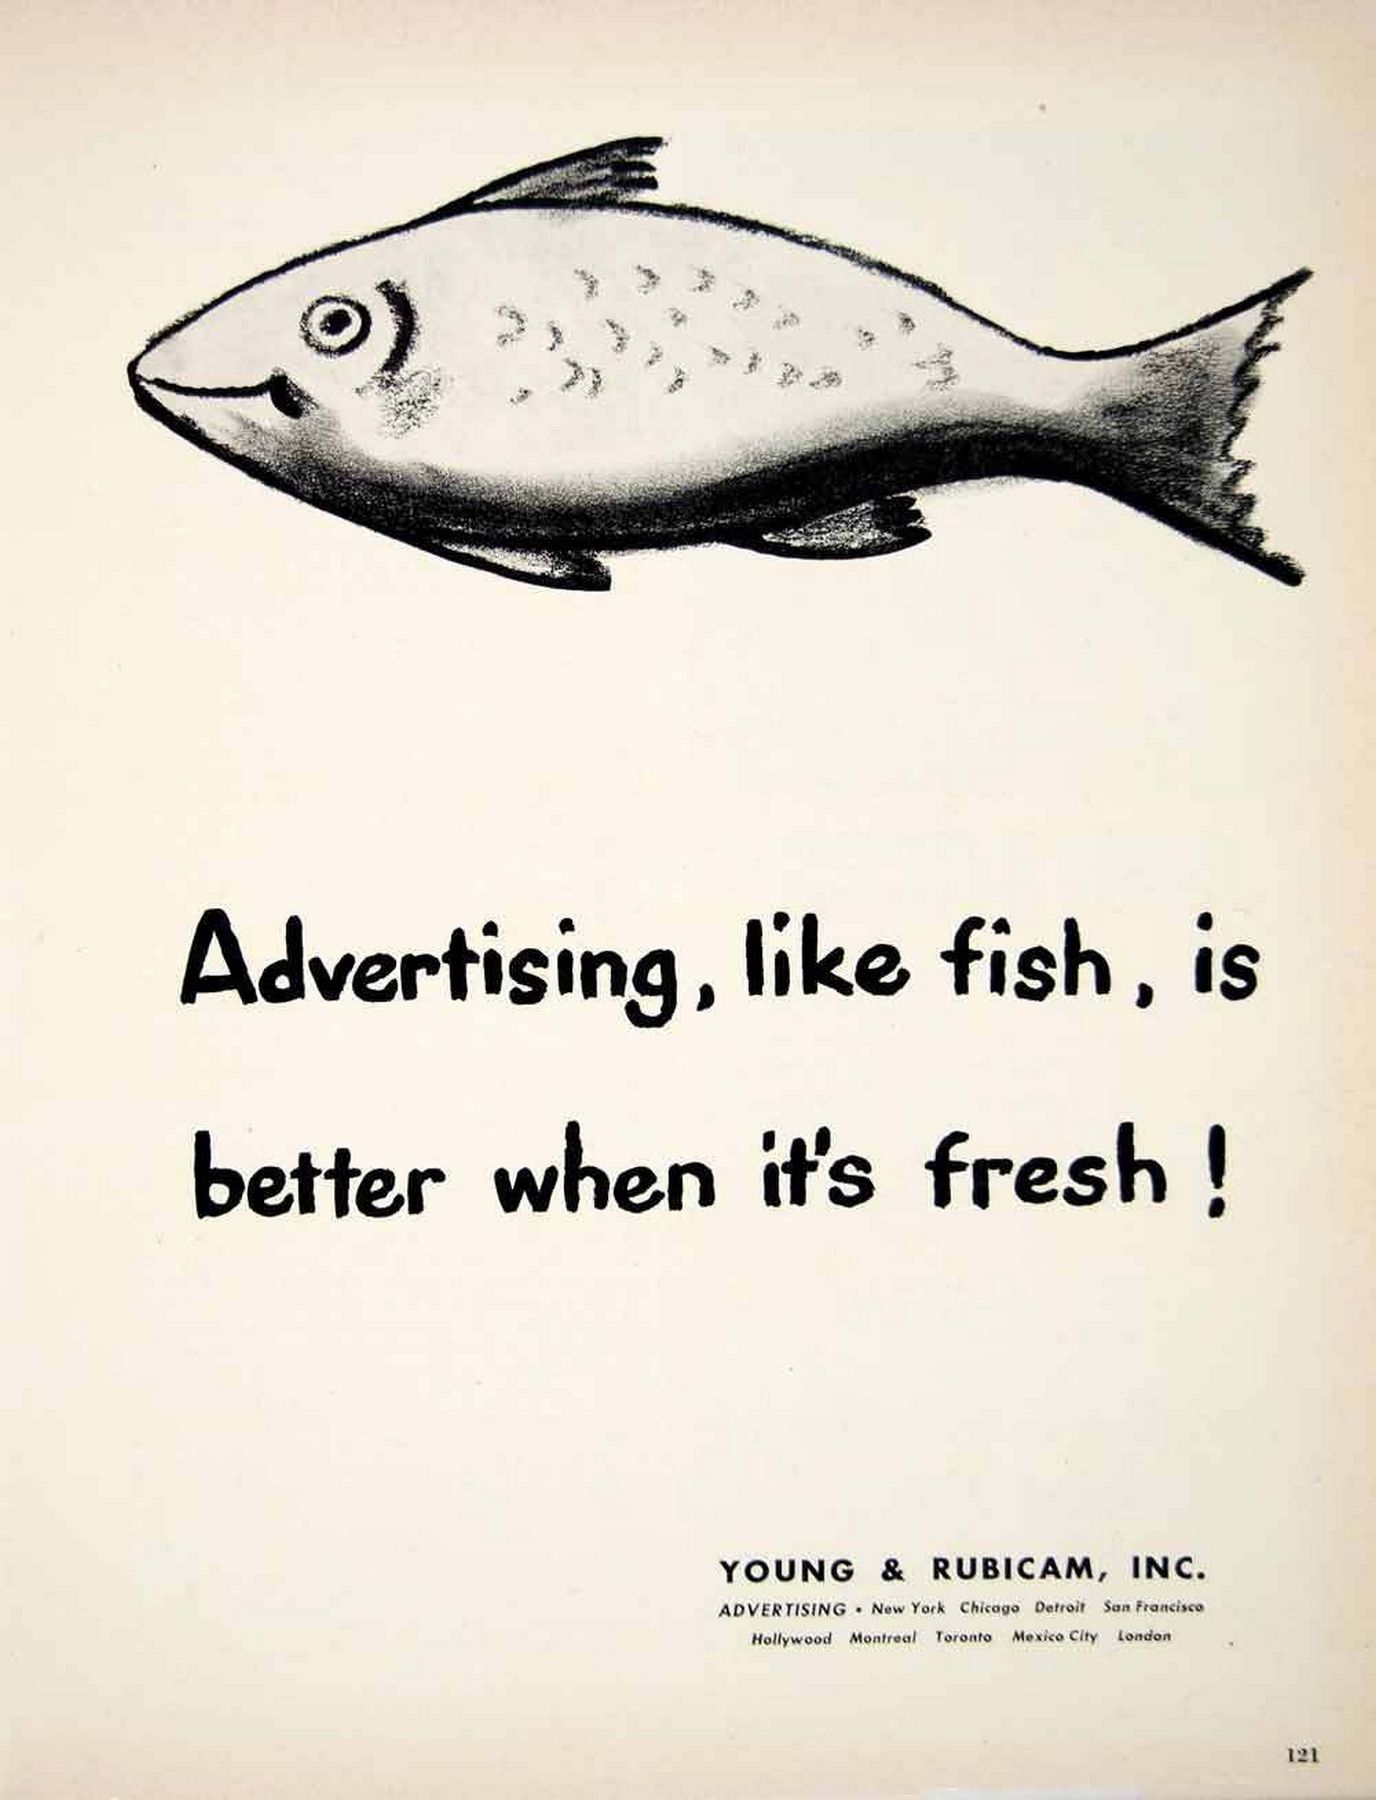 Advertising, like fish, is
better when it's fresh!
YOUNG & RUBICAM, INC.
ADVERTISING • New York Chicago Detroit San Francisco
Hollywood Montreal Toronto Mexico City London
121